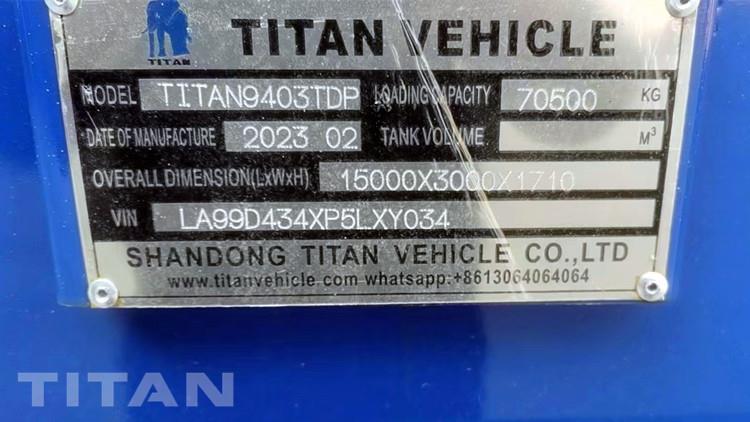 TITAN
TITAN VEHICLE
MODEL TITAN9403TDP LOADING CAPACITY 70500 KG
DATE OF MANUFACTURE 2023 02 TANK VOLUME M³
OVERALL DIMENSION(LxWxH) 15000X3000X1710
VIN LA99D434XP5LXY034
SHANDONG TITAN VEHICLE CO.,LTD
www.titanvehicle.com whatsapp:+8613064064064
TITAN